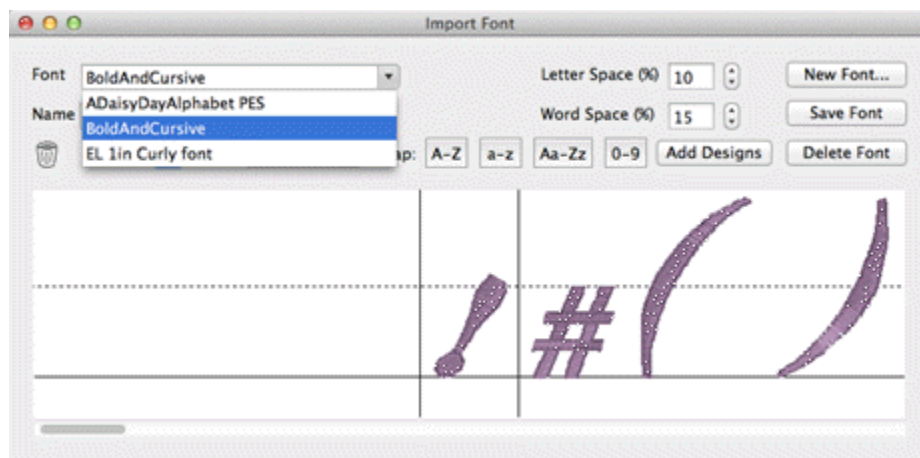 Import Font
Font BoldAndCursive Letter Space (%) 10 New Font...
ADaisyDayAlphabet PES
Name BoldAndCursive Word Space (%) 15 Save Font
EL 1in Curly font ap: A-Z a-z Aa-Zz 0-9 Add Designs Delete Font
! # ( )